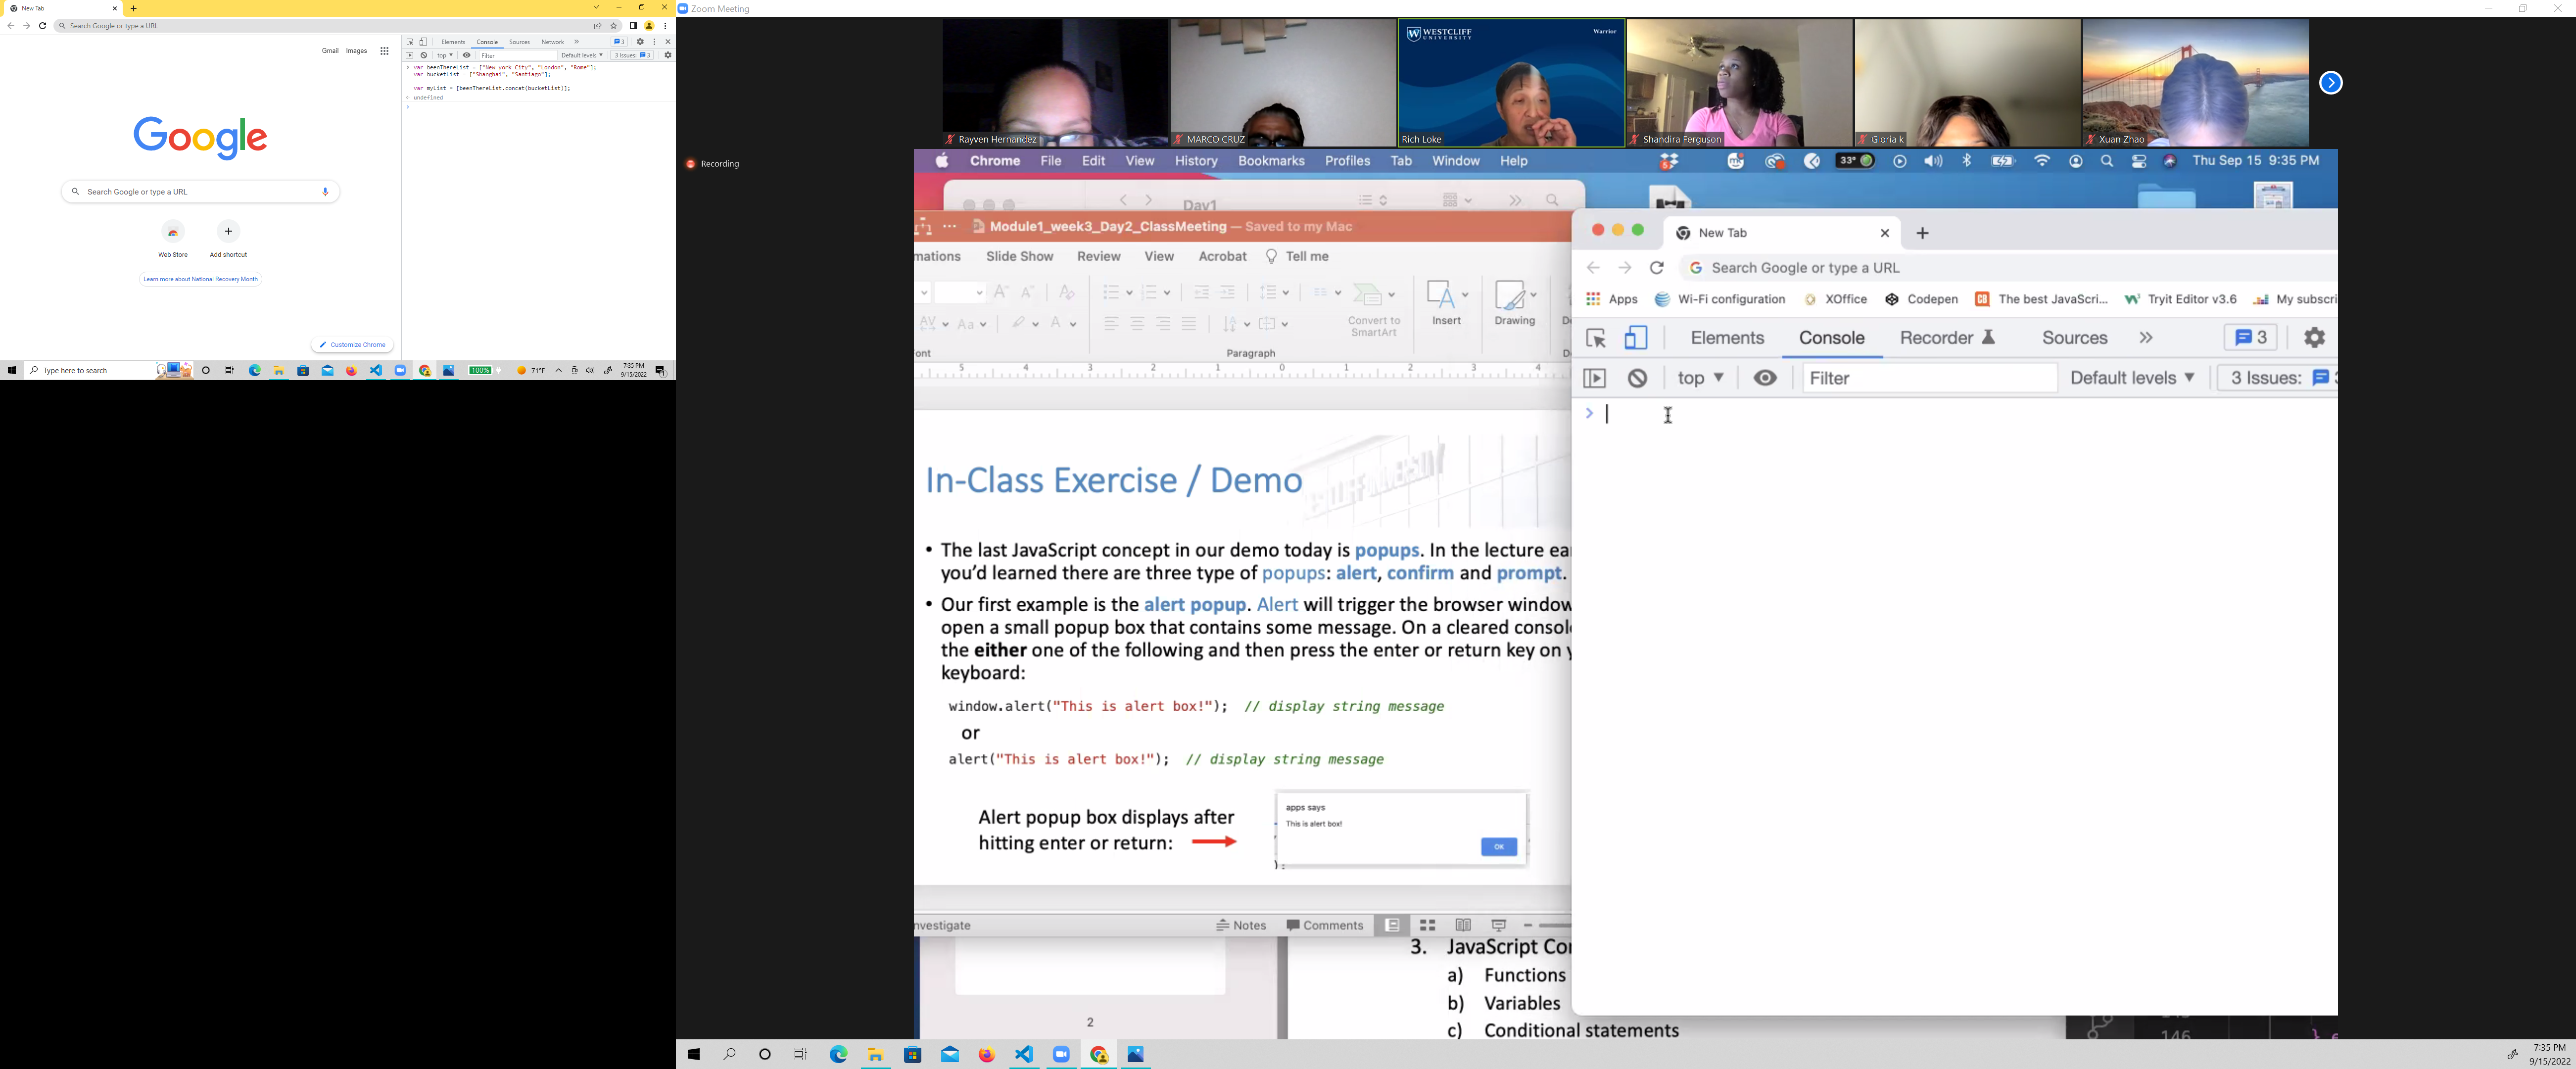 New Tab
Search Google or type a URL
Gmail Images
Google
Search Google or type a URL
Web Store
Add shortcut
Learn more about National Recovery Month
Customize Chrome
Elements Console Sources Network »
3
top
Filter
Default levels
3 Issues: 3
var beenThereList = ["New york City", "London", "Rome"];
var bucketList = ["Shanghai", "Santiago"];
var myList = [beenThereList.concat(bucketList)];
undefined
Type here to search
100%
71°F
7:35 PM
9/15/2022
Zoom Meeting
Rayven Hernandez
MARCO CRUZ
WESTCLIFF
UNIVERSITY
Warrior
Rich Loke
Shandira Ferguson
Gloria k
Xuan Zhao
Recording
Chrome File Edit View History Bookmarks Profiles Tab Window Help
33°
Thu Sep 15 9:35 PM
Day1
Module1_week3_Day2_ClassMeeting — Saved to my Mac
mations Slide Show Review View Acrobat Tell me
Convert to
SmartArt
Insert
Drawing
ont
Paragraph
5 4 3 2 1 0 1 2 3 4
In-Class Exercise / Demo
• The last JavaScript concept in our demo today is popups. In the lecture ea
you'd learned there are three type of popups: alert, confirm and prompt.
• Our first example is the alert popup. Alert will trigger the browser window
open a small popup box that contains some message. On a cleared consol
the either one of the following and then press the enter or return key on y
keyboard:
window.alert("This is alert box!"); // display string message
or
alert("This is alert box!"); // display string message
Alert popup box displays after
hitting enter or return:
apps says
This is alert box!
OK
);
nvestigate
Notes
Comments
2
3. JavaScript Co
a) Functions
b) Variables
c) Conditional statements
New Tab
Search Google or type a URL
Apps Wi-Fi configuration XOffice Codepen The best JavaScri... Tryit Editor v3.6 My subscri
Elements Console Recorder Sources »
3
top
Filter
Default levels
3 Issues:
146
7:35 PM
9/15/2022